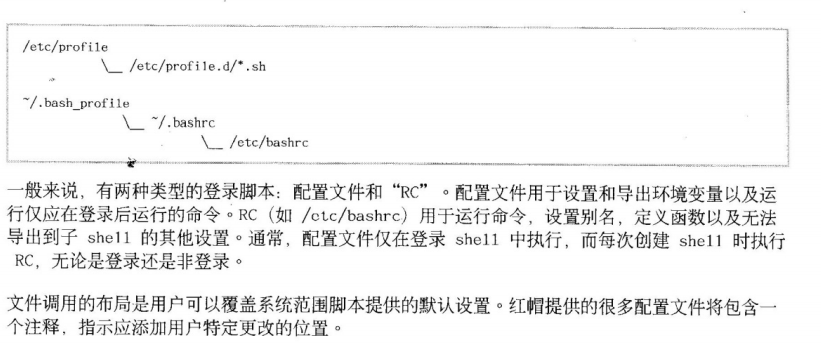 /etc/profile
\__ /etc/profile.d/*.sh
~/.bash_profile
\__ ~/.bashrc
\__ /etc/bashrc
一般来说，有两种类型的登录脚本：配置文件和“RC”。配置文件用于设置和导出环境变量以及运
行仅应在登录后运行的命令。RC（如 /etc/bashrc）用于运行命令，设置别名，定义函数以及无法
导出到子 shell 的其他设置。通常，配置文件仅在登录 shell 中执行，而每次创建 shell 时执行
RC，无论是登录还是非登录。
文件调用的布局是用户可以覆盖系统范围脚本提供的默认设置。红帽提供的很多配置文件将包含一
个注释，指示应添加用户特定更改的位置。